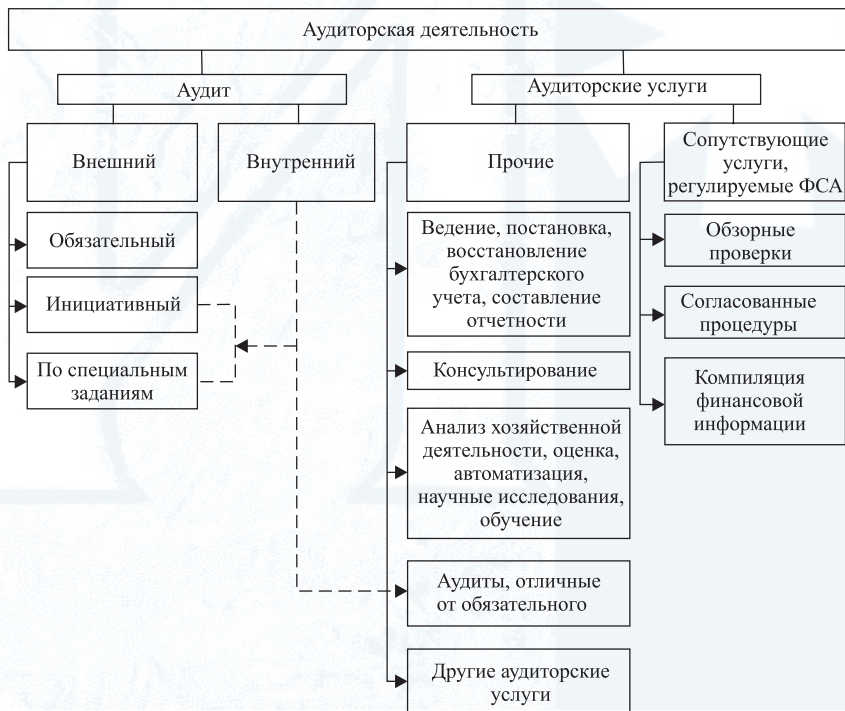 Аудиторская деятельность
Аудит
Аудиторские услуги
Внешний
Внутренний
Прочие
Сопутствующие
услуги,
регулируемые ФСА
Обязательный
Инициативный
По специальным
заданиям
Ведение, постановка,
восстановление
бухгалтерского
учета, составление
отчетности
Консультирование
Анализ хозяйственной
деятельности, оценка,
автоматизация,
научные исследования,
обучение
Аудиты, отличные
от обязательного
Другие аудиторские
услуги
Обзорные
проверки
Согласованные
процедуры
Компиляция
финансовой
информации